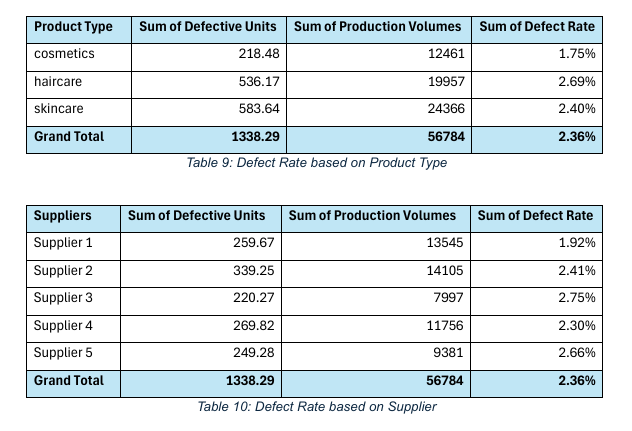 Product Type Sum of Defective Units Sum of Production Volumes Sum of Defect Rate
cosmetics 218.48 12461 1.75%
haircare 536.17 19957 2.69%
skincare 583.64 24366 2.40%
Grand Total 1338.29 56784 2.36%
Table 9: Defect Rate based on Product Type
Suppliers Sum of Defective Units Sum of Production Volumes Sum of Defect Rate
Supplier 1 259.67 13545 1.92%
Supplier 2 339.25 14105 2.41%
Supplier 3 220.27 7997 2.75%
Supplier 4 269.82 11756 2.30%
Supplier 5 249.28 9381 2.66%
Grand Total 1338.29 56784 2.36%
Table 10: Defect Rate based on Supplier